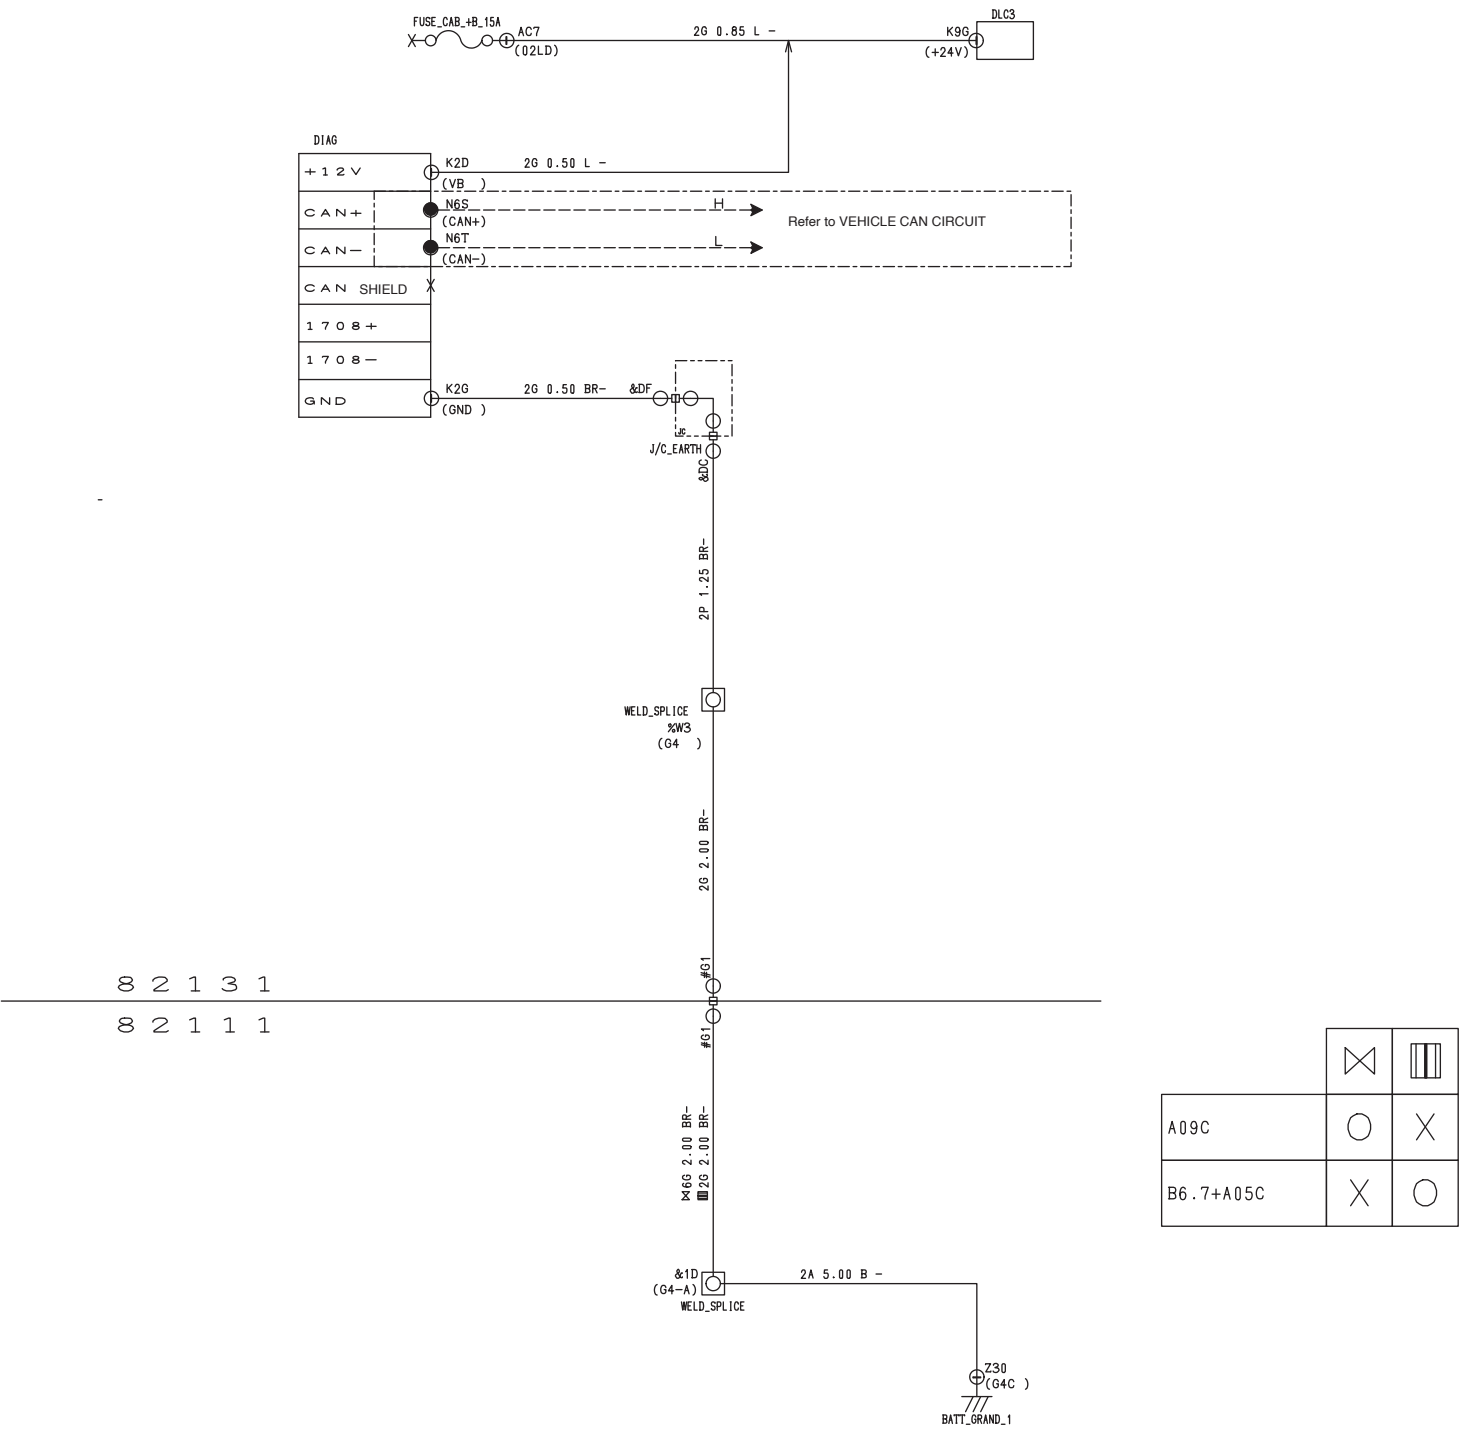 FUSE_CAB_+B_15A
AC7
(02LD)
2G 0.85 L -
K9G
(+24V)
DLC3
DIAG
+12V
K2D
(VB )
2G 0.50 L -
CAN+
N6S
(CAN+)
H
CAN-
N6T
(CAN-)
L
Refer to VEHICLE CAN CIRCUIT
CAN SHIELD
1708+
1708-
GND
K2G
(GND )
2G 0.50 BR-
&DF
JC
J/C_EARTH
&DC
-
2P 1.25 BR-
WELD_SPLICE
%W3
(G4 )
2G 2.00 BR-
#G1
82131
82111
#G1
6G 2.00 BR-
2G 2.00 BR-
A09C O X
B6.7+A05C X O
&1D
(G4-A)
WELD_SPLICE
2A 5.00 B -
Z30
(G4C )
BATT_GRAND_1